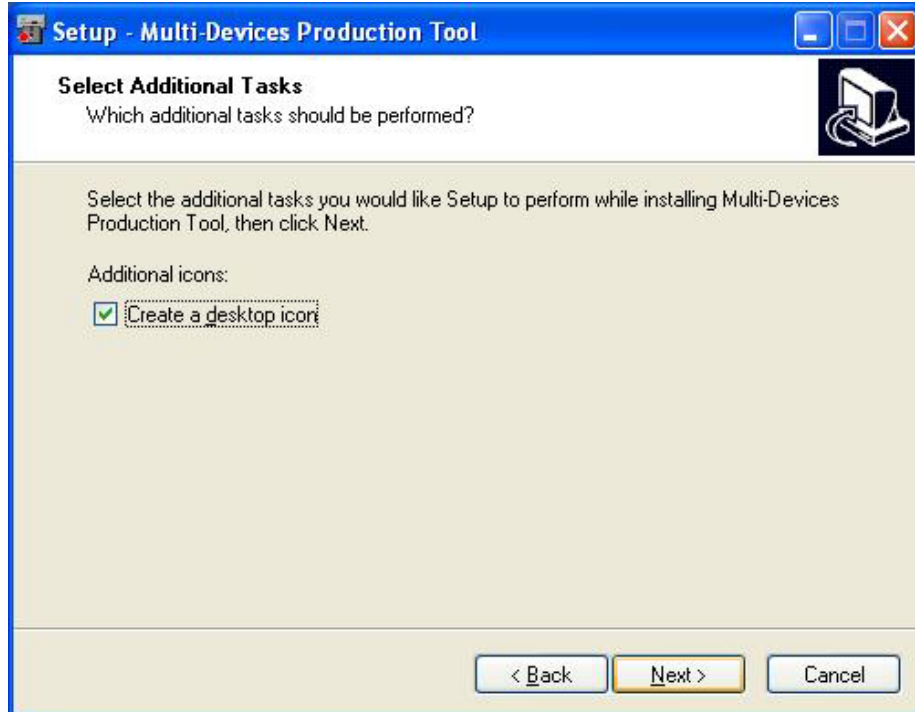 Setup - Multi-Devices Production Tool
Select Additional Tasks
Which additional tasks should be performed?
Select the additional tasks you would like Setup to perform while installing Multi-Devices
Production Tool, then click Next.
Additional icons:
Create a desktop icon
< Back Next > Cancel